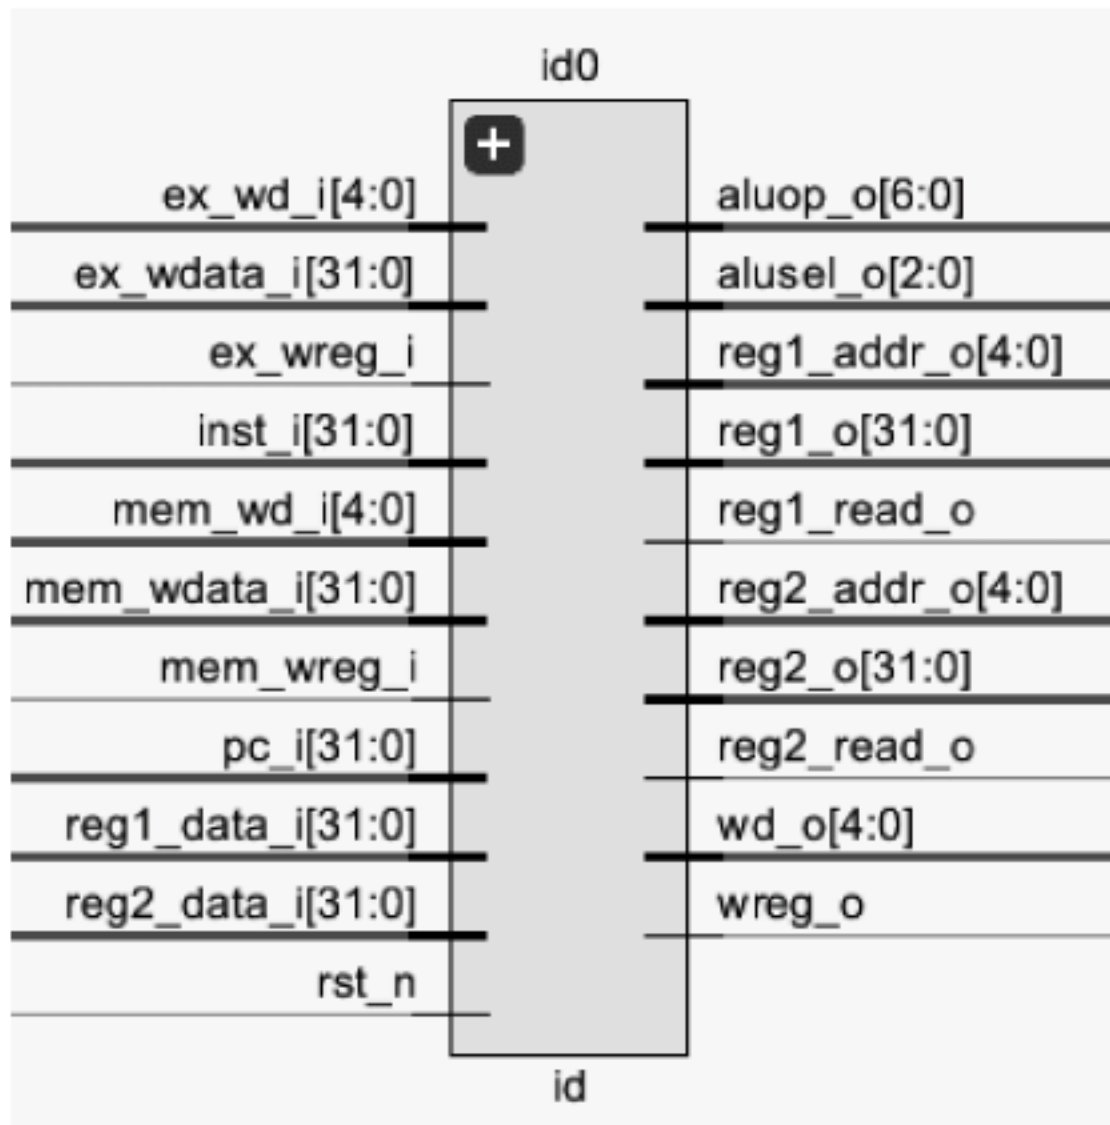 id0
ex_wd_i[4:0]
aluop_o[6:0]
ex_wdata_i[31:0]
alusel_o[2:0]
ex_wreg_i
reg1_addr_o[4:0]
inst_i[31:0]
reg1_o[31:0]
mem_wd_i[4:0]
reg1_read_o
mem_wdata_i[31:0]
reg2_addr_o[4:0]
mem_wreg_i
reg2_o[31:0]
pc_i[31:0]
reg2_read_o
reg1_data_i[31:0]
wd_o[4:0]
reg2_data_i[31:0]
wreg_o
rst_n
id